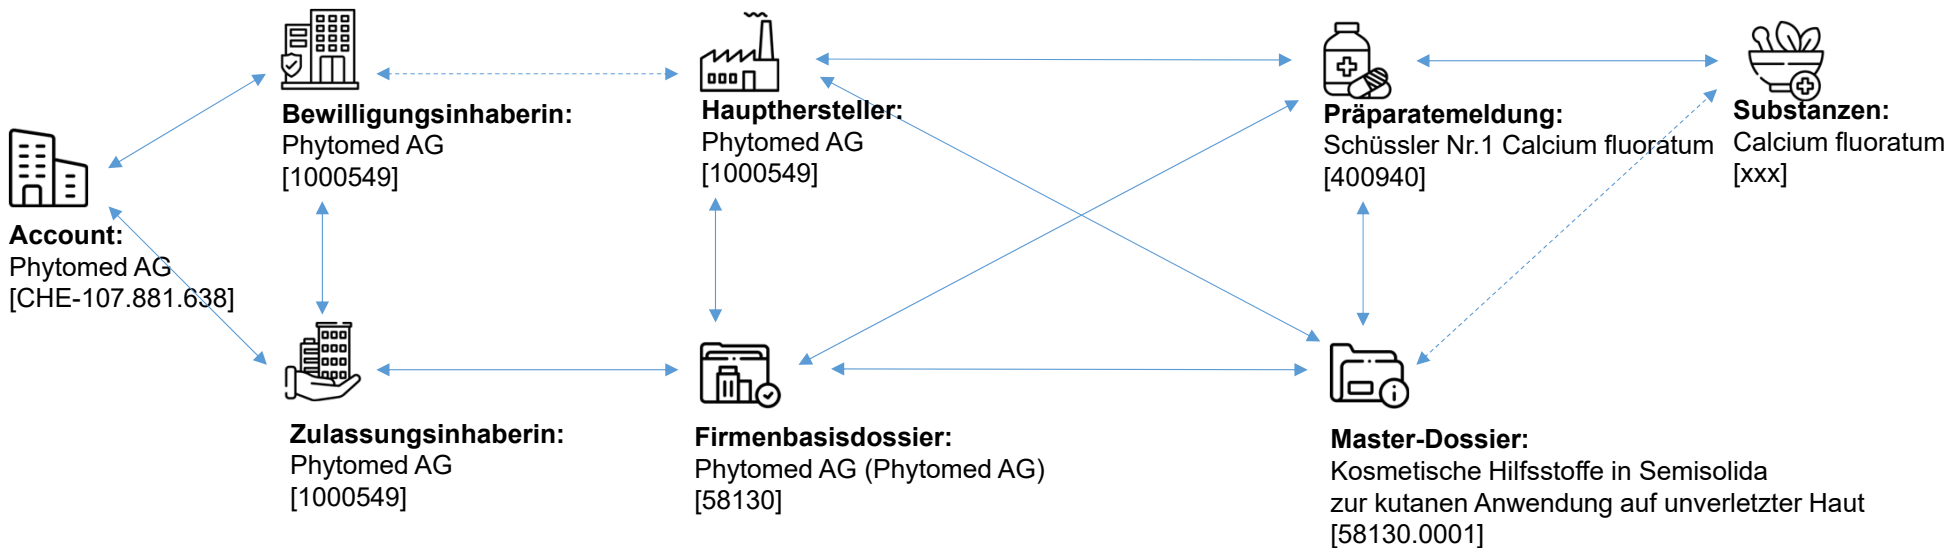 Bewilligungsinhaberin:
Phytomed AG
[1000549]
Haupthersteller:
Phytomed AG
[1000549]
Präparatemeldung:
Schüssler Nr.1 Calcium fluoratum
[400940]
Substanzen:
Calcium fluoratum
[xxx]
Account:
Phytomed AG
[CHE-107.881.638]
Zulassungsinhaberin:
Phytomed AG
[1000549]
Firmenbasisdossier:
Phytomed AG (Phytomed AG)
[58130]
Master-Dossier:
Kosmetische Hilfsstoffe in Semisolida
zur kutanen Anwendung auf unverletzter Haut
[58130.0001]